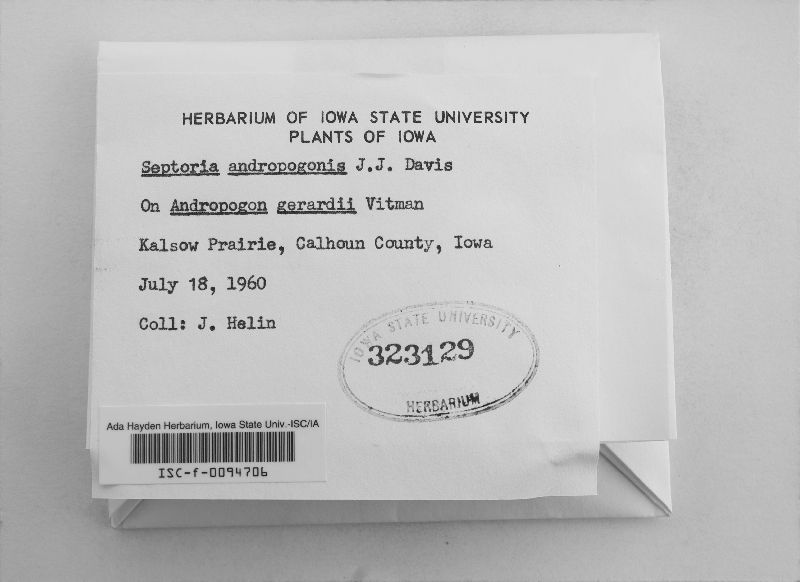 HERBARIUM OF IOWA STATE UNIVERSITY
PLANTS OF IOWA
Septoria andropogonis J.J. Davis
On Andropogon gerardii Vitman
Kalsow Prairie, Calhoun County, Iowa
July 18, 1960
Coll: J. Helin
IOWA STATE UNIVERSITY
323129
HERBARIUM
Ada Hayden Herbarium, Iowa State Univ.-ISC/IA
ISC-f-0094706